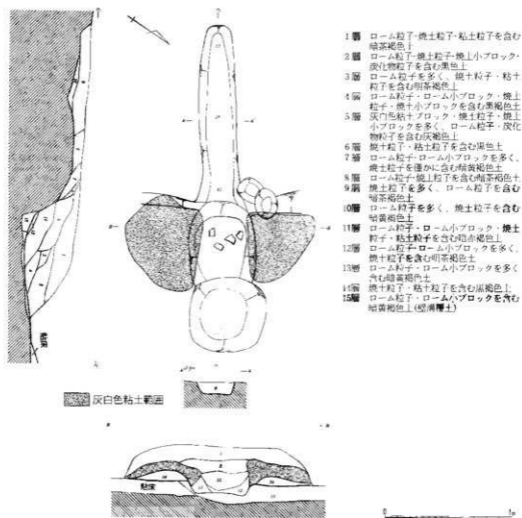 1層 ローム粒子・焼土粒子・粘土粒子を含む
暗茶褐色土
2層 ローム粒子・焼土粒子・焼土小ブロック・
炭化物粒子を含む黒色土
3層 ローム粒子を多く、焼土粒子・粘土
粒子を含む明茶褐色土
4層 ローム粒子・ローム小ブロック・焼土
粒子・焼土小ブロックを含む黒褐色土
5層 灰白色粘土ブロック・焼土粒子・焼土
小ブロックを多く、ローム粒子・炭化
物粒子を含む灰褐色土
6層 焼土粒子・粘土粒子を含む黒色土
7層 ローム粒子・ローム小ブロックを多く、
焼土粒子を僅かに含む暗黄褐色土
8層 ローム粒子・焼土粒子を含む暗茶褐色土
9層 焼土粒子を多く、ローム粒子を含む
暗茶褐色土
10層 ローム粒子を多く、焼土粒子を含む
暗黄褐色土
11層 ローム粒子・ローム小ブロック・焼土
粒子・粘土粒子を含む暗赤褐色土
12層 ローム粒子・ローム小ブロックを多く、
焼土粒子を含む明茶褐色土
13層 ローム粒子・ローム小ブロックを多く
含む暗黄褐色土
14層 焼土粒子・粘土粒子を含む黒褐色土
15層 ローム粒子・ロームハブロックを含む
暗黄褐色土(壁溝覆土)
貼床
灰白色粘土範囲
貼床